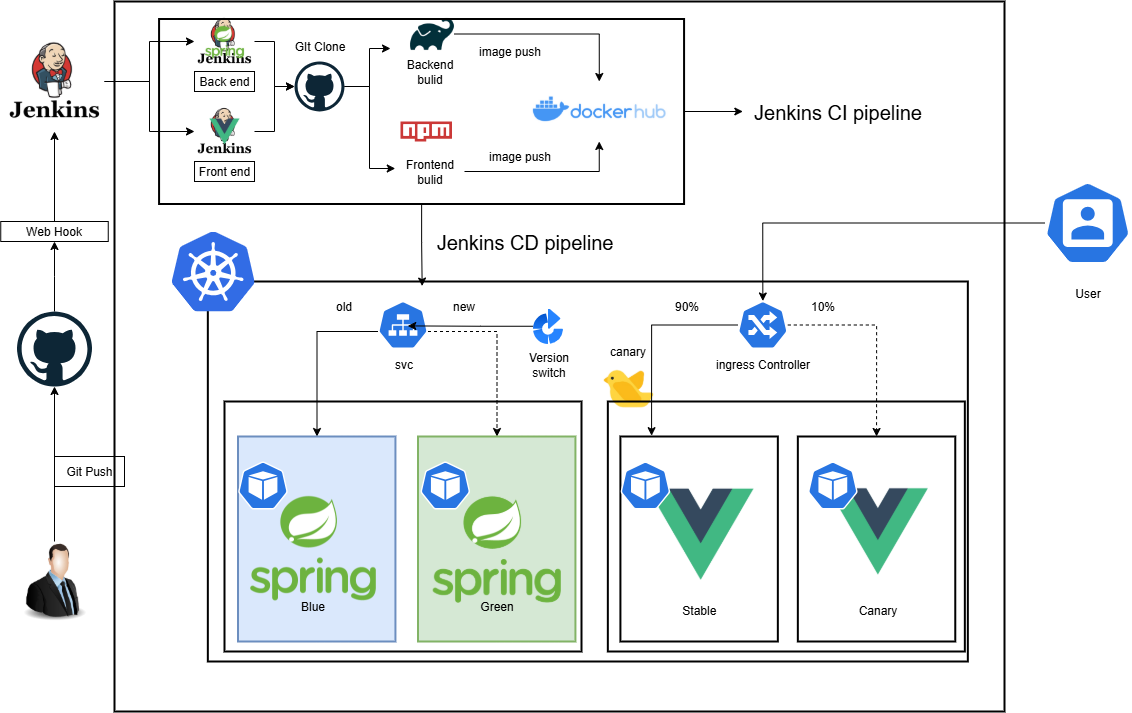 Jenkins
Web Hook
Git Push
spring
Jenkins
Back end
Jenkins
Front end
GIt Clone
Backend
bulid
npm
Frontend
bulid
image push
image push
docker hub
Jenkins CI pipeline
Jenkins CD pipeline
User
old
new
svc
Version
switch
90%
10%
ingress Controller
canary
spring
Blue
spring
Green
Stable
Canary